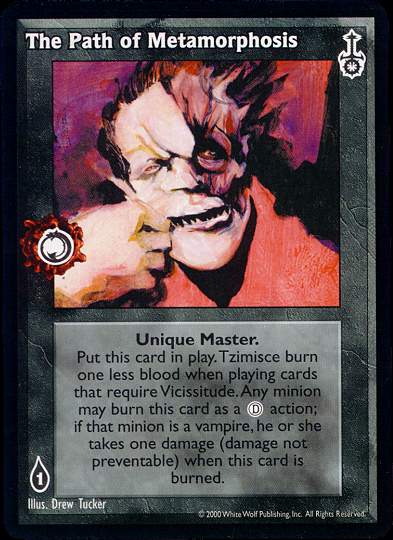 The Path of Metamorphosis
Unique Master.
Put this card in play. Tzimisce burn
one less blood when playing cards
that require Vicissitude. Any minion
may burn this card as a Ⓓ action;
if that minion is a vampire, he or she
takes one damage (damage not
preventable) when this card is
burned.
1
Illus. Drew Tucker
© 2000 White Wolf Publishing, Inc. All Rights Reserved.